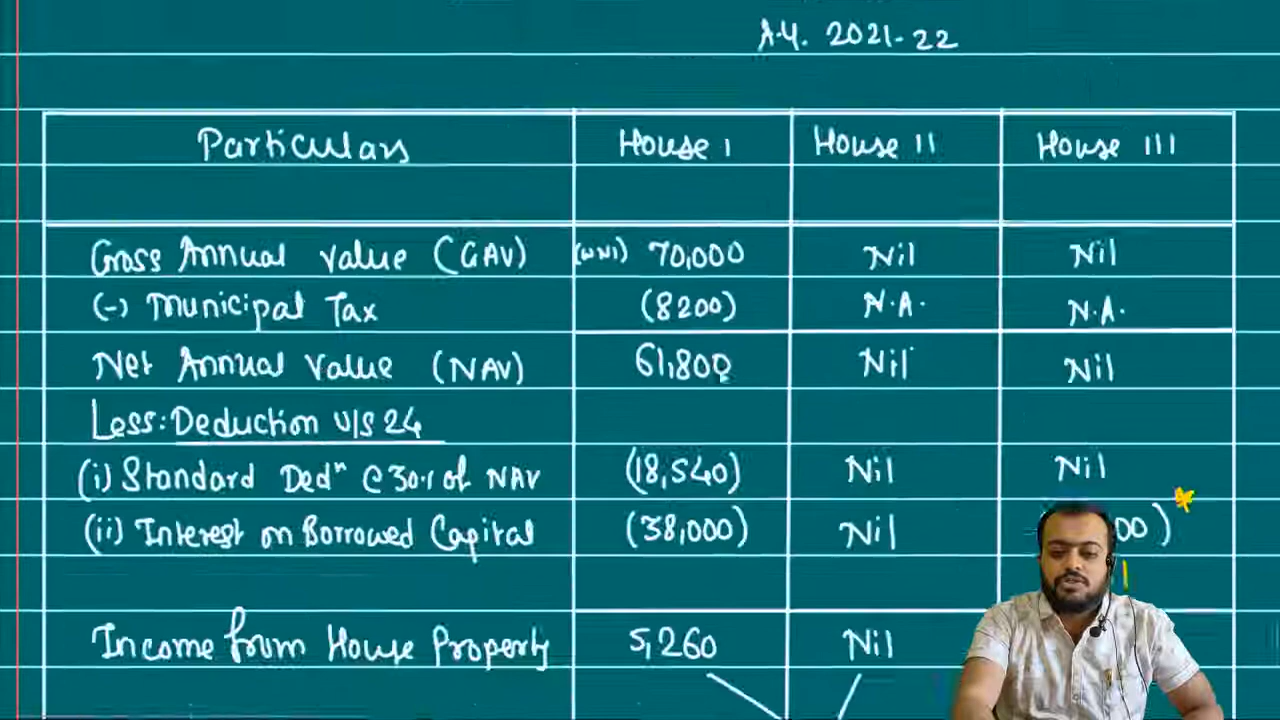 A.Y. 2021-22
Particulars House I House II House III
Gross Annual Value (GAV) 70,000 Nil Nil
(-) Municipal Tax (8200) N.A. N.A.
Net Annual Value (NAV) 61,800 Nil Nil
Less: Deduction U/S 24
(i) Standard Dedn @ 30% of NAV (18,540) Nil Nil
(ii) Interest on Borrowed Capital (38,000) Nil 00)
Income from House Property 5,260 Nil